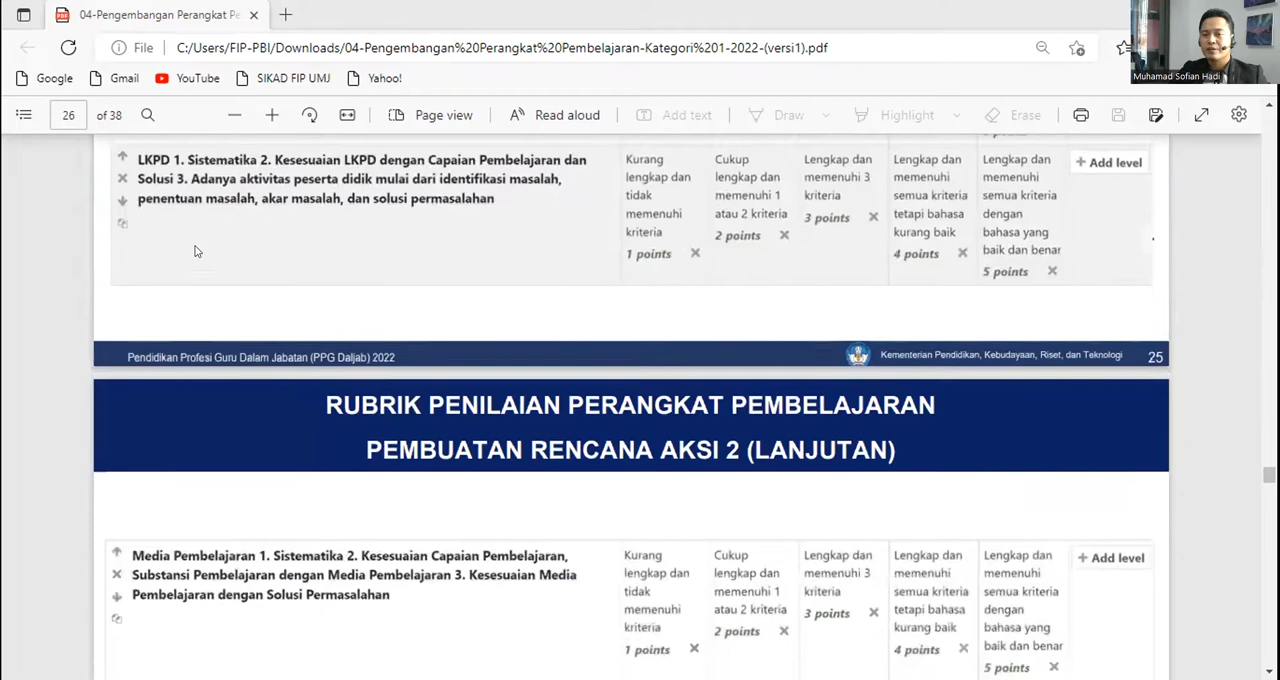 04-Pengembangan Perangkat Pe
File
C:/Users/FIP-PBI/Downloads/04-Pengembangan%20Perangkat%20Pembelajaran-Kategori%201-2022-(versi1).pdf
Muhamad Sofian Hadi
Google
Gmail
YouTube
SIKAD FIP UMJ
Yahoo!
26 of 38
Page view
Read aloud
Add text
Draw
Highlight
Erase
LKPD 1. Sistematika 2. Kesesuaian LKPD dengan Capaian Pembelajaran dan
Solusi 3. Adanya aktivitas peserta didik mulai dari identifikasi masalah,
penentuan masalah, akar masalah, dan solusi permasalahan
Kurang
lengkap dan
tidak
memenuhi
kriteria
1 points
Cukup
lengkap dan
memenuhi 1
atau 2 kriteria
2 points
Lengkap dan
memenuhi 3
kriteria
3 points
Lengkap dan
memenuhi
semua kriteria
tetapi bahasa
kurang baik
4 points
Lengkap dan
memenuhi
semua kriteria
dengan
bahasa yang
baik dan benar
5 points
+ Add level
Pendidikan Profesi Guru Dalam Jabatan (PPG Daljab) 2022
Kementerian Pendidikan, Kebudayaan, Riset, dan Teknologi
25
RUBRIK PENILAIAN PERANGKAT PEMBELAJARAN
PEMBUATAN RENCANA AKSI 2 (LANJUTAN)
Media Pembelajaran 1. Sistematika 2. Kesesuaian Capaian Pembelajaran,
Substansi Pembelajaran dengan Media Pembelajaran 3. Kesesuaian Media
Pembelajaran dengan Solusi Permasalahan
Kurang
lengkap dan
tidak
memenuhi
kriteria
1 points
Cukup
lengkap dan
memenuhi 1
atau 2 kriteria
2 points
Lengkap dan
memenuhi 3
kriteria
3 points
Lengkap dan
memenuhi
semua kriteria
tetapi bahasa
kurang baik
4 points
Lengkap dan
memenuhi
semua kriteria
dengan
bahasa yang
baik dan benar
5 points
+ Add level